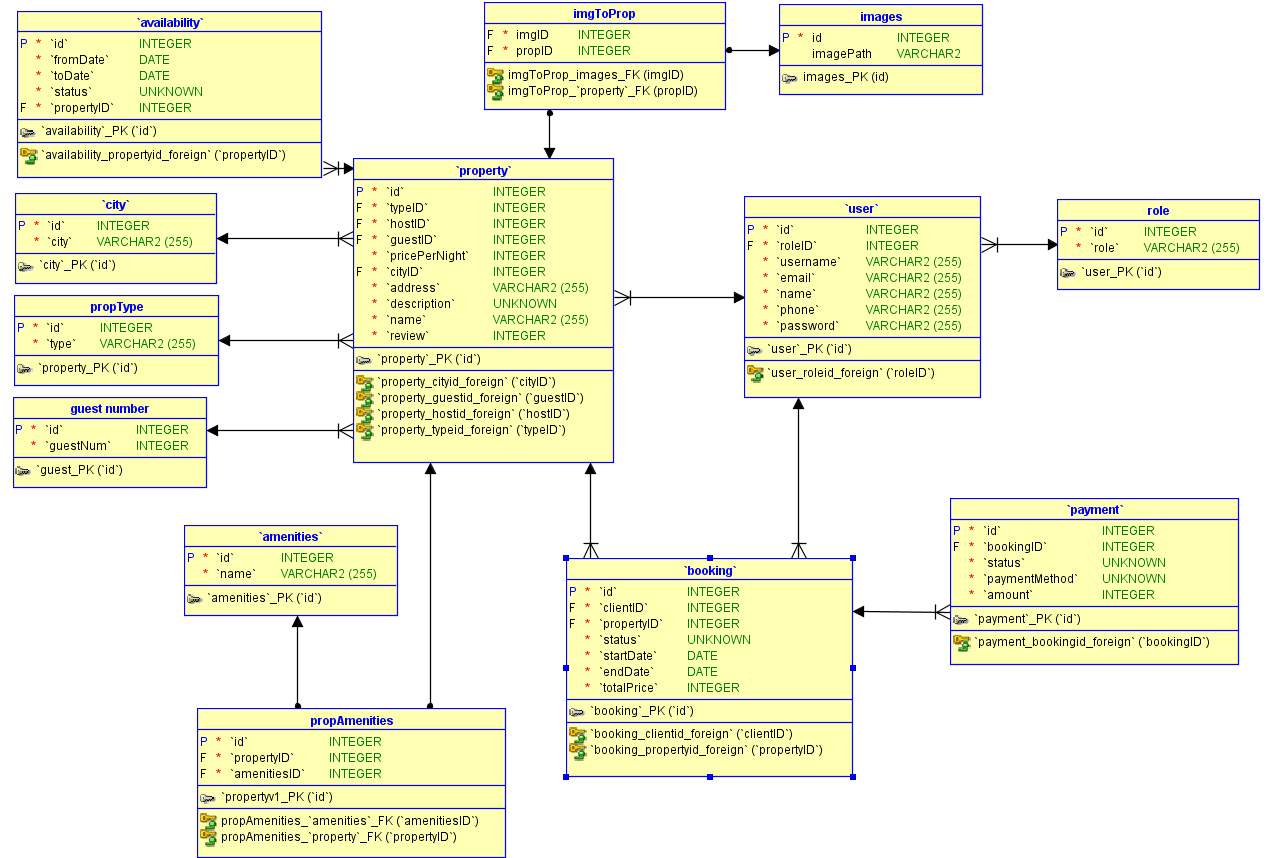 `availability`
P * `id` INTEGER
* `fromDate` DATE
* `toDate` DATE
* `status` UNKNOWN
F * `propertyID` INTEGER
`availability`_PK (`id`)
`availability_propertyid_foreign` (`propertyID`)
imgToProp
F * imgID INTEGER
F * propID INTEGER
imgToProp_images_FK (imgID)
imgToProp_`property`_FK (propID)
images
P * id INTEGER
imagePath VARCHAR2
images_PK (id)
`city`
P * `id` INTEGER
* `city` VARCHAR2 (255)
`city`_PK (`id`)
propType
P * `id` INTEGER
* `type` VARCHAR2 (255)
`property_PK (`id`)
guest number
P * `id` INTEGER
* `guestNum` INTEGER
`guest_PK (`id`)
`property`
P * `id` INTEGER
F * `typeID` INTEGER
F * `hostID` INTEGER
F * `guestID` INTEGER
* `pricePerNight` INTEGER
F * `cityID` INTEGER
* `address` VARCHAR2 (255)
* `description` UNKNOWN
* `name` VARCHAR2 (255)
* `review` INTEGER
`property`_PK (`id`)
`property_cityid_foreign` (`cityID`)
`property_guestid_foreign` (`guestID`)
`property_hostid_foreign` (`hostID`)
`property_typeid_foreign` (`typeID`)
`user`
P * `id` INTEGER
F * `roleID` INTEGER
* `username` VARCHAR2 (255)
* `email` VARCHAR2 (255)
* `name` VARCHAR2 (255)
* `phone` VARCHAR2 (255)
* `password` VARCHAR2 (255)
`user`_PK (`id`)
`user_roleid_foreign` (`roleID`)
role
P * `id` INTEGER
* `role` VARCHAR2 (255)
`user_PK (`id`)
`amenities`
P * `id` INTEGER
* `name` VARCHAR2 (255)
`amenities`_PK (`id`)
propAmenities
P * `id` INTEGER
F * `propertyID` INTEGER
F * `amenitiesID` INTEGER
`propertyv1_PK (`id`)
propAmenities_`amenities`_FK (`amenitiesID`)
propAmenities_`property`_FK (`propertyID`)
`booking`
P * `id` INTEGER
F * `clientID` INTEGER
F * `propertyID` INTEGER
* `status` UNKNOWN
* `startDate` DATE
* `endDate` DATE
* `totalPrice` INTEGER
`booking`_PK (`id`)
`booking_clientid_foreign` (`clientID`)
`booking_propertyid_foreign` (`propertyID`)
`payment`
P * `id` INTEGER
F * `bookingID` INTEGER
* `status` UNKNOWN
* `paymentMethod` UNKNOWN
* `amount` INTEGER
`payment`_PK (`id`)
`payment_bookingid_foreign` (`bookingID`)